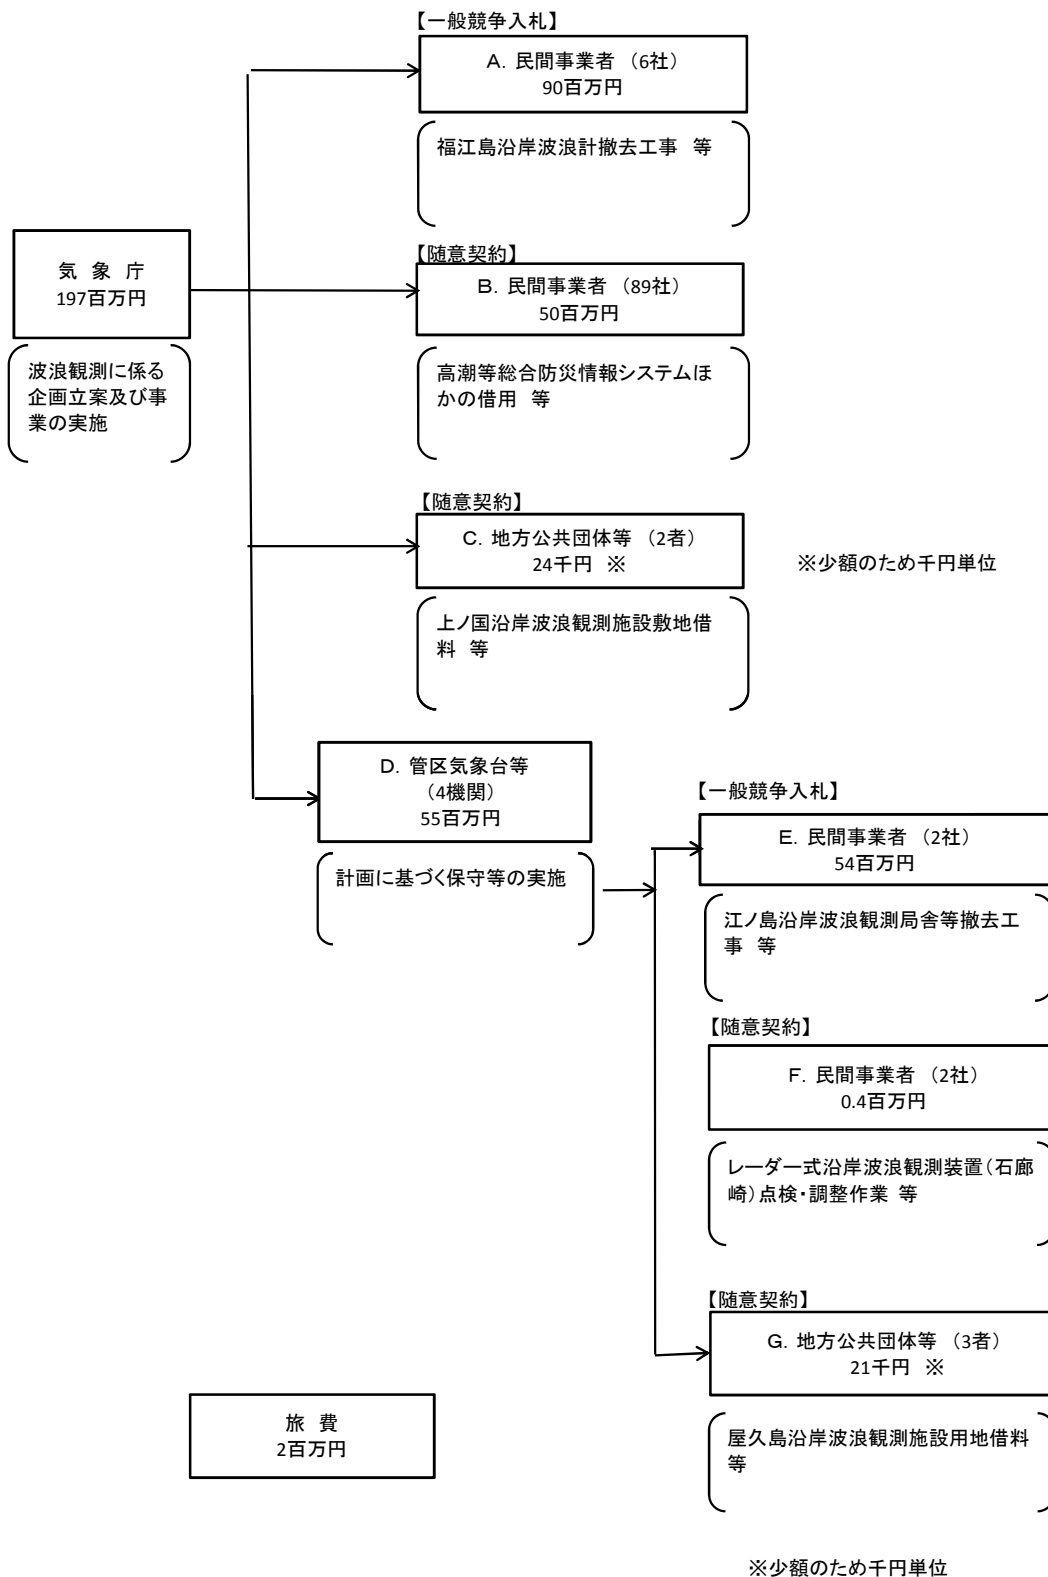 【一般競争入札】
A. 民間事業者 （6社）
90百万円
福江島沿岸波浪計撤去工事 等
気 象 庁
197百万円
波浪観測に係る
企画立案及び事
業の実施
【随意契約】
B. 民間事業者 （89社）
50百万円
高潮等総合防災情報システムほ
かの借用 等
【随意契約】
C. 地方公共団体等 （2者）
24千円 ※
※少額のため千円単位
上ノ国沿岸波浪観測施設敷地借
料 等
D. 管区気象台等
（4機関）
55百万円
計画に基づく保守等の実施
【一般競争入札】
E. 民間事業者 （2社）
54百万円
江ノ島沿岸波浪観測局舎等撤去工
事 等
【随意契約】
F. 民間事業者 （2社）
0.4百万円
レーダー式沿岸波浪観測装置（石廊
崎）点検・調整作業 等
【随意契約】
G. 地方公共団体等 （3者）
21千円 ※
屋久島沿岸波浪観測施設用地借料
等
旅 費
2百万円
※少額のため千円単位